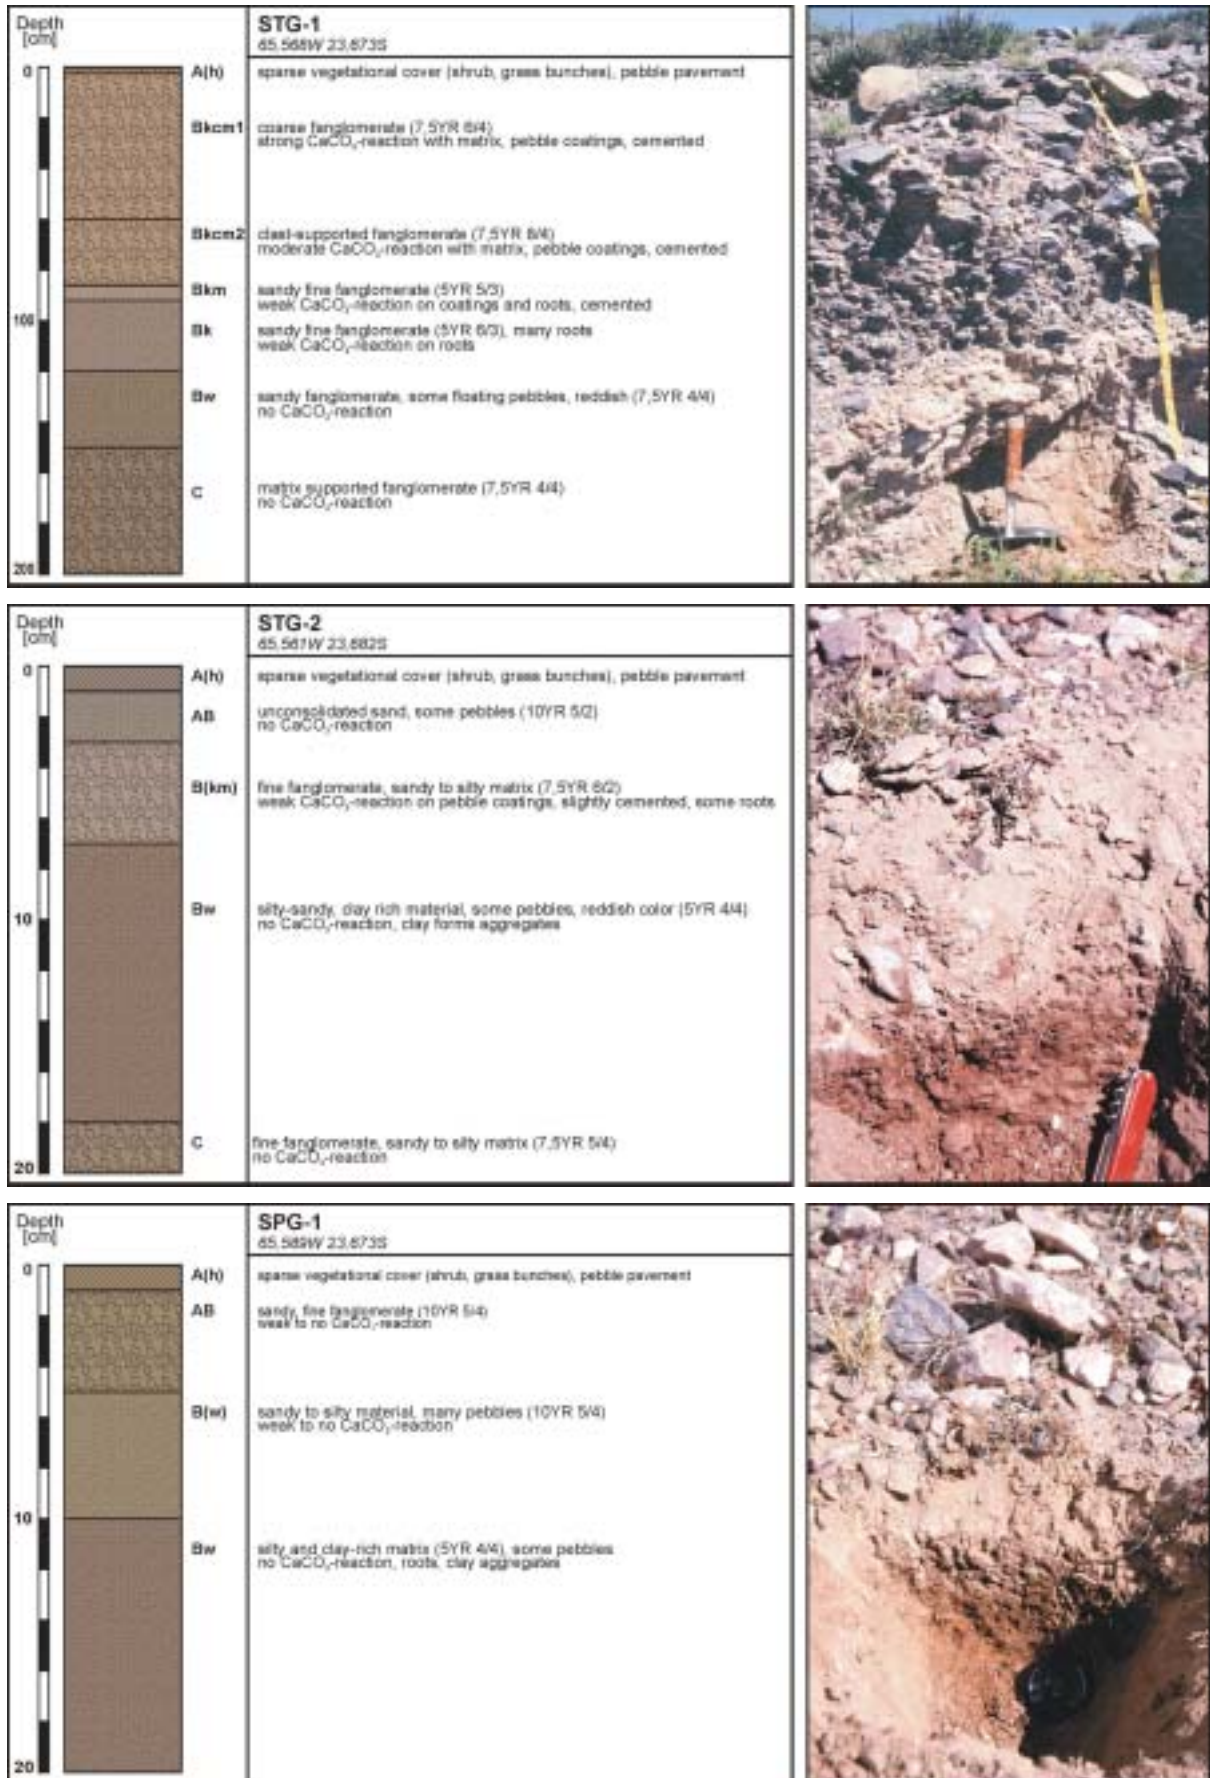 Depth
[cm]
STG-1
65,568W 23,673S
0
A(h)
sparse vegetational cover (shrub, grass bunches), pebble pavement
Bkcm1
coarse fanglomerate (7,5YR 6/4)
strong CaCO₃-reaction with matrix, pebble coatings, cemented
Bkcm2
clast-supported fanglomerate (7,5YR 8/4)
moderate CaCO₃-reaction with matrix, pebble coatings, cemented
Bkm
sandy fine fanglomerate (5YR 5/3)
weak CaCO₃-reaction on coatings and roots, cemented
100
Bk
sandy fine fanglomerate (5YR 6/3), many roots
weak CaCO₃-reaction on roots
Bw
sandy fanglomerate, some floating pebbles, reddish (7,5YR 4/4)
no CaCO₃-reaction
C
matrix supported fanglomerate (7,5YR 4/4)
no CaCO₃-reaction
200
Depth
[cm]
STG-2
65,561W 23,682S
0
A(h)
sparse vegetational cover (shrub, grass bunches), pebble pavement
AB
unconsolidated sand, some pebbles (10YR 5/2)
no CaCO₃-reaction
B(km)
fine fanglomerate, sandy to silty matrix (7,5YR 6/2)
weak CaCO₃-reaction on pebble coatings, slightly cemented, some roots
10
Bw
silty-sandy, clay rich material, some pebbles, reddish color (5YR 4/4)
no CaCO₃-reaction, clay forms aggregates
C
fine fanglomerate, sandy to silty matrix (7,5YR 5/4)
no CaCO₃-reaction
20
Depth
[cm]
SPG-1
65,589W 23,673S
0
A(h)
sparse vegetational cover (shrub, grass bunches), pebble pavement
AB
sandy, fine fanglomerate (10YR 5/4)
weak to no CaCO₃-reaction
B(w)
sandy to silty material, many pebbles (10YR 5/4)
weak to no CaCO₃-reaction
10
Bw
silty and clay-rich matrix (5YR 4/4), some pebbles
no CaCO₃-reaction, roots, clay aggregates
20